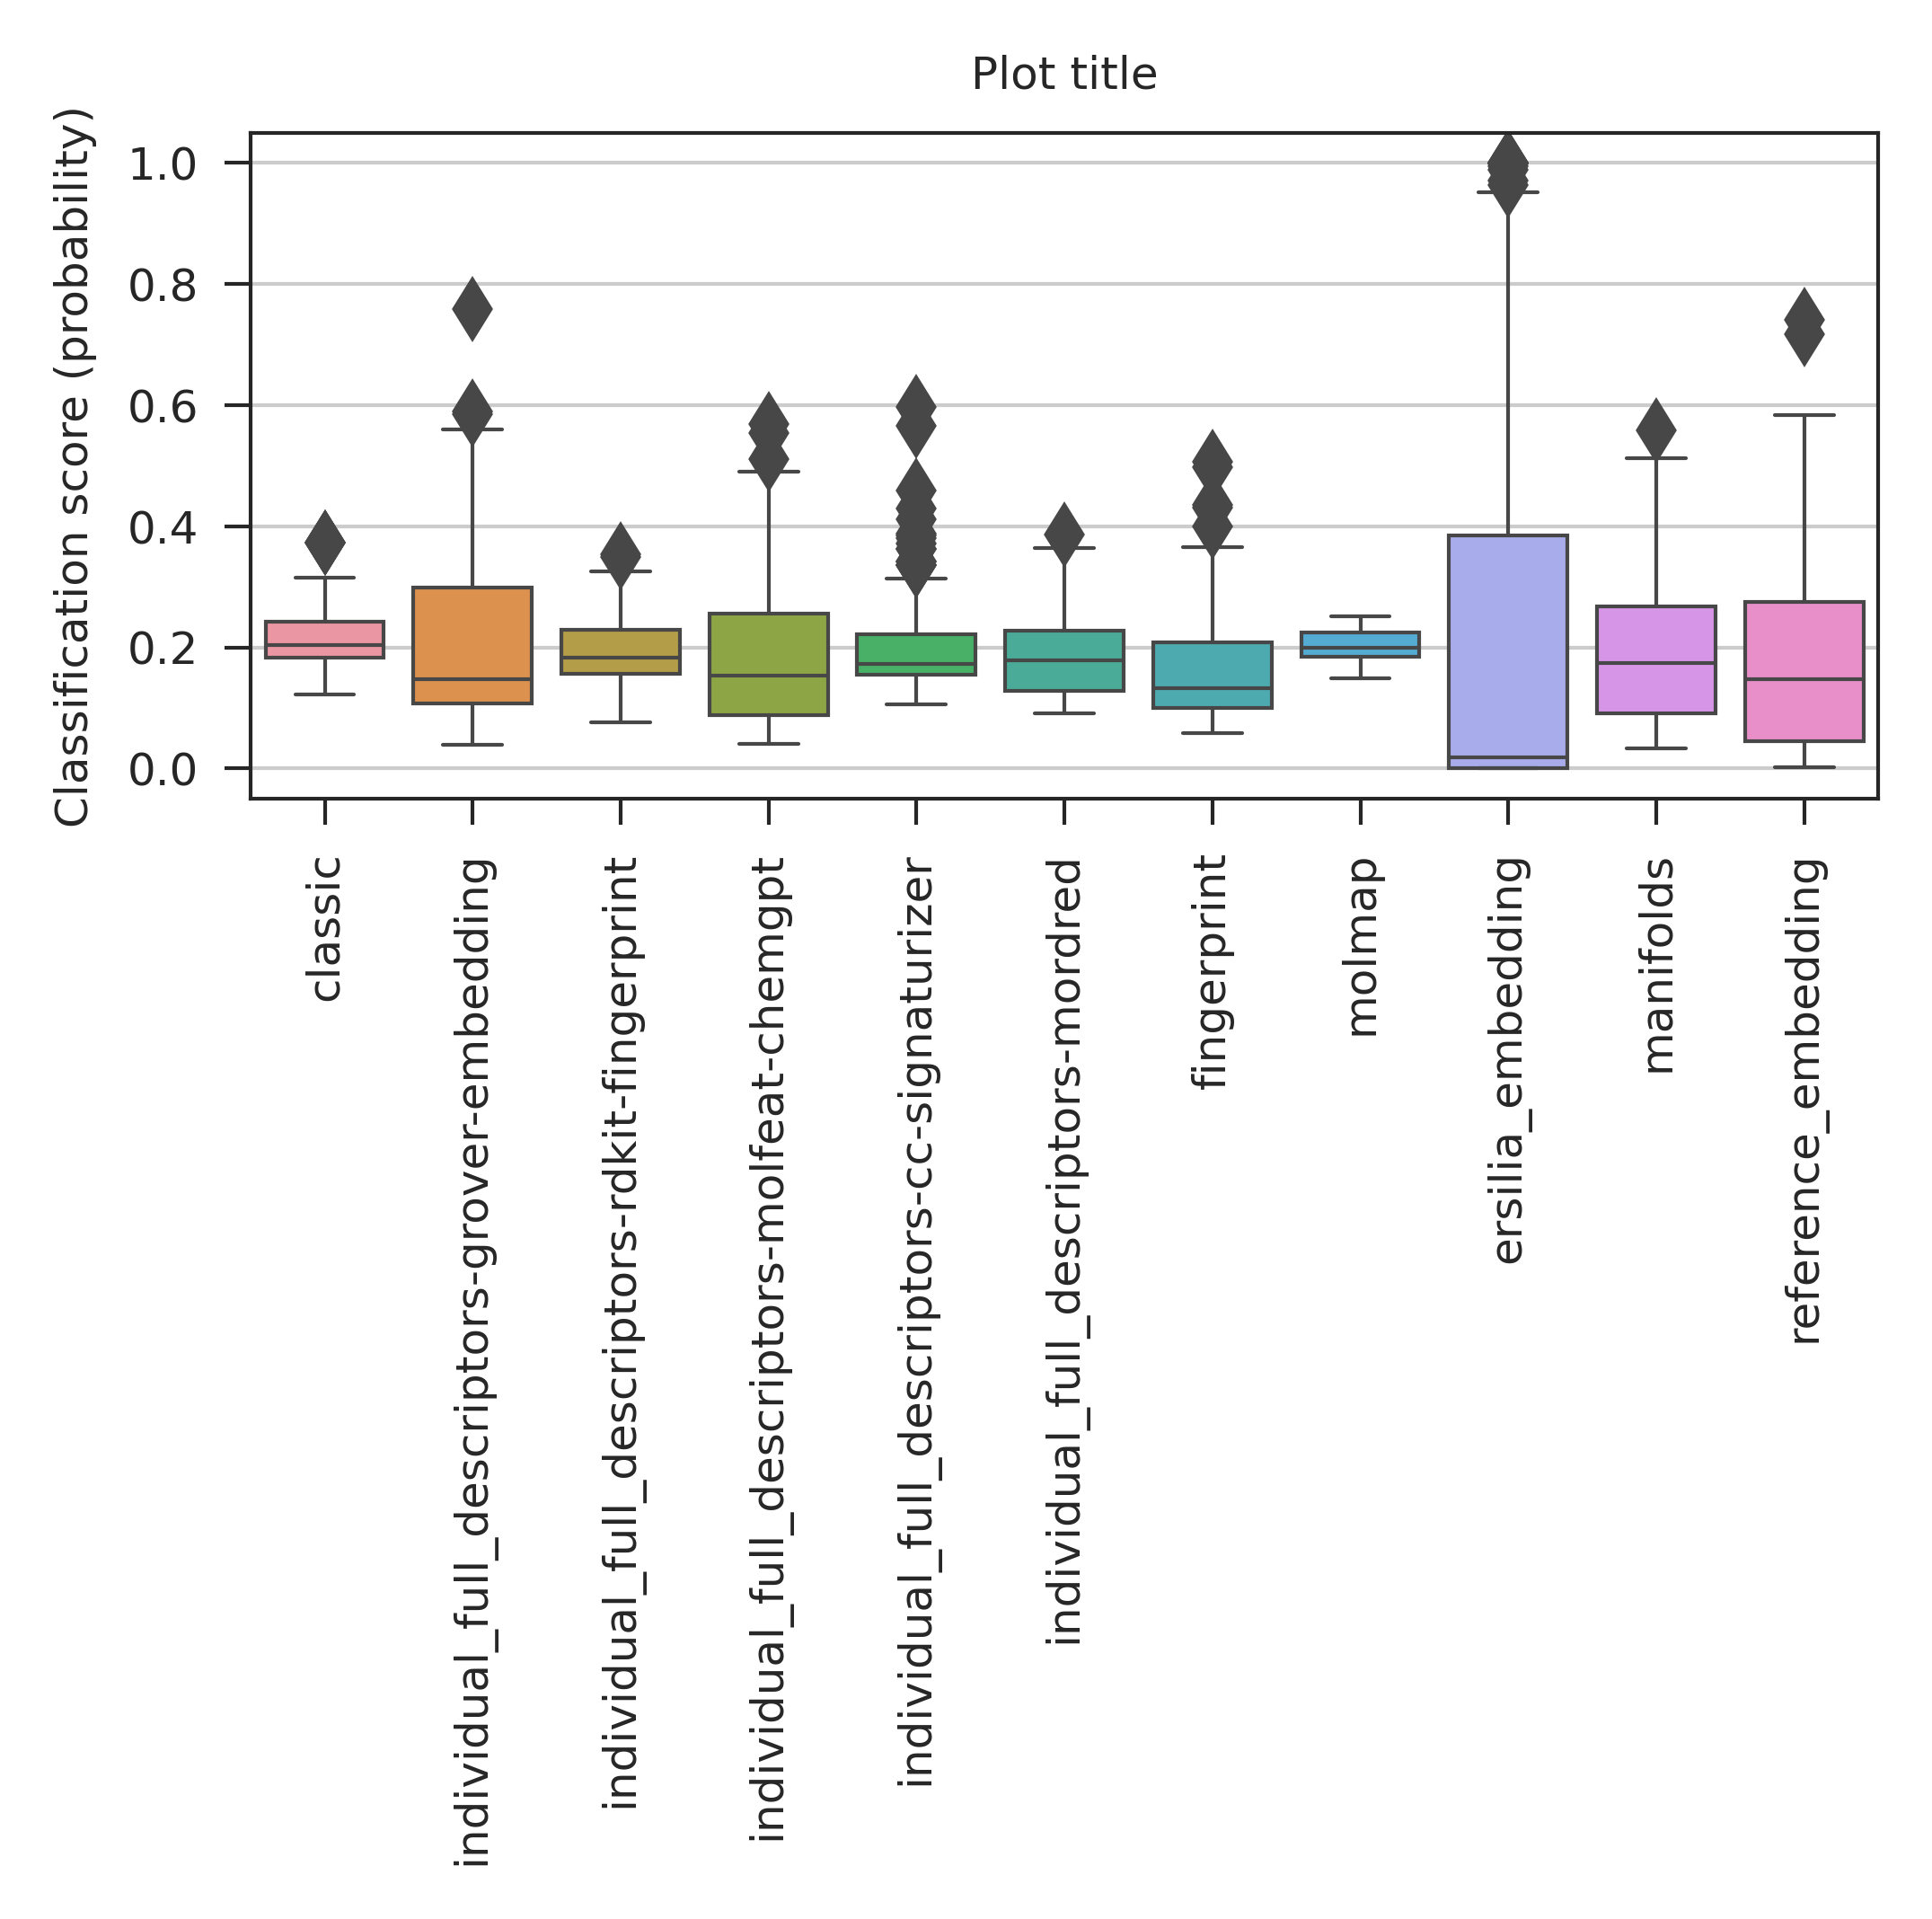 Plot title
Classification score (probability)
1.0
0.8
0.6
0.4
0.2
0.0
classic
individual_full_descriptors-grover-embedding
individual_full_descriptors-rdkit-fingerprint
individual_full_descriptors-molfeat-chemgpt
individual_full_descriptors-cc-signaturizer
individual_full_descriptors-mordred
fingerprint
molmap
ersilia_embedding
manifolds
reference_embedding